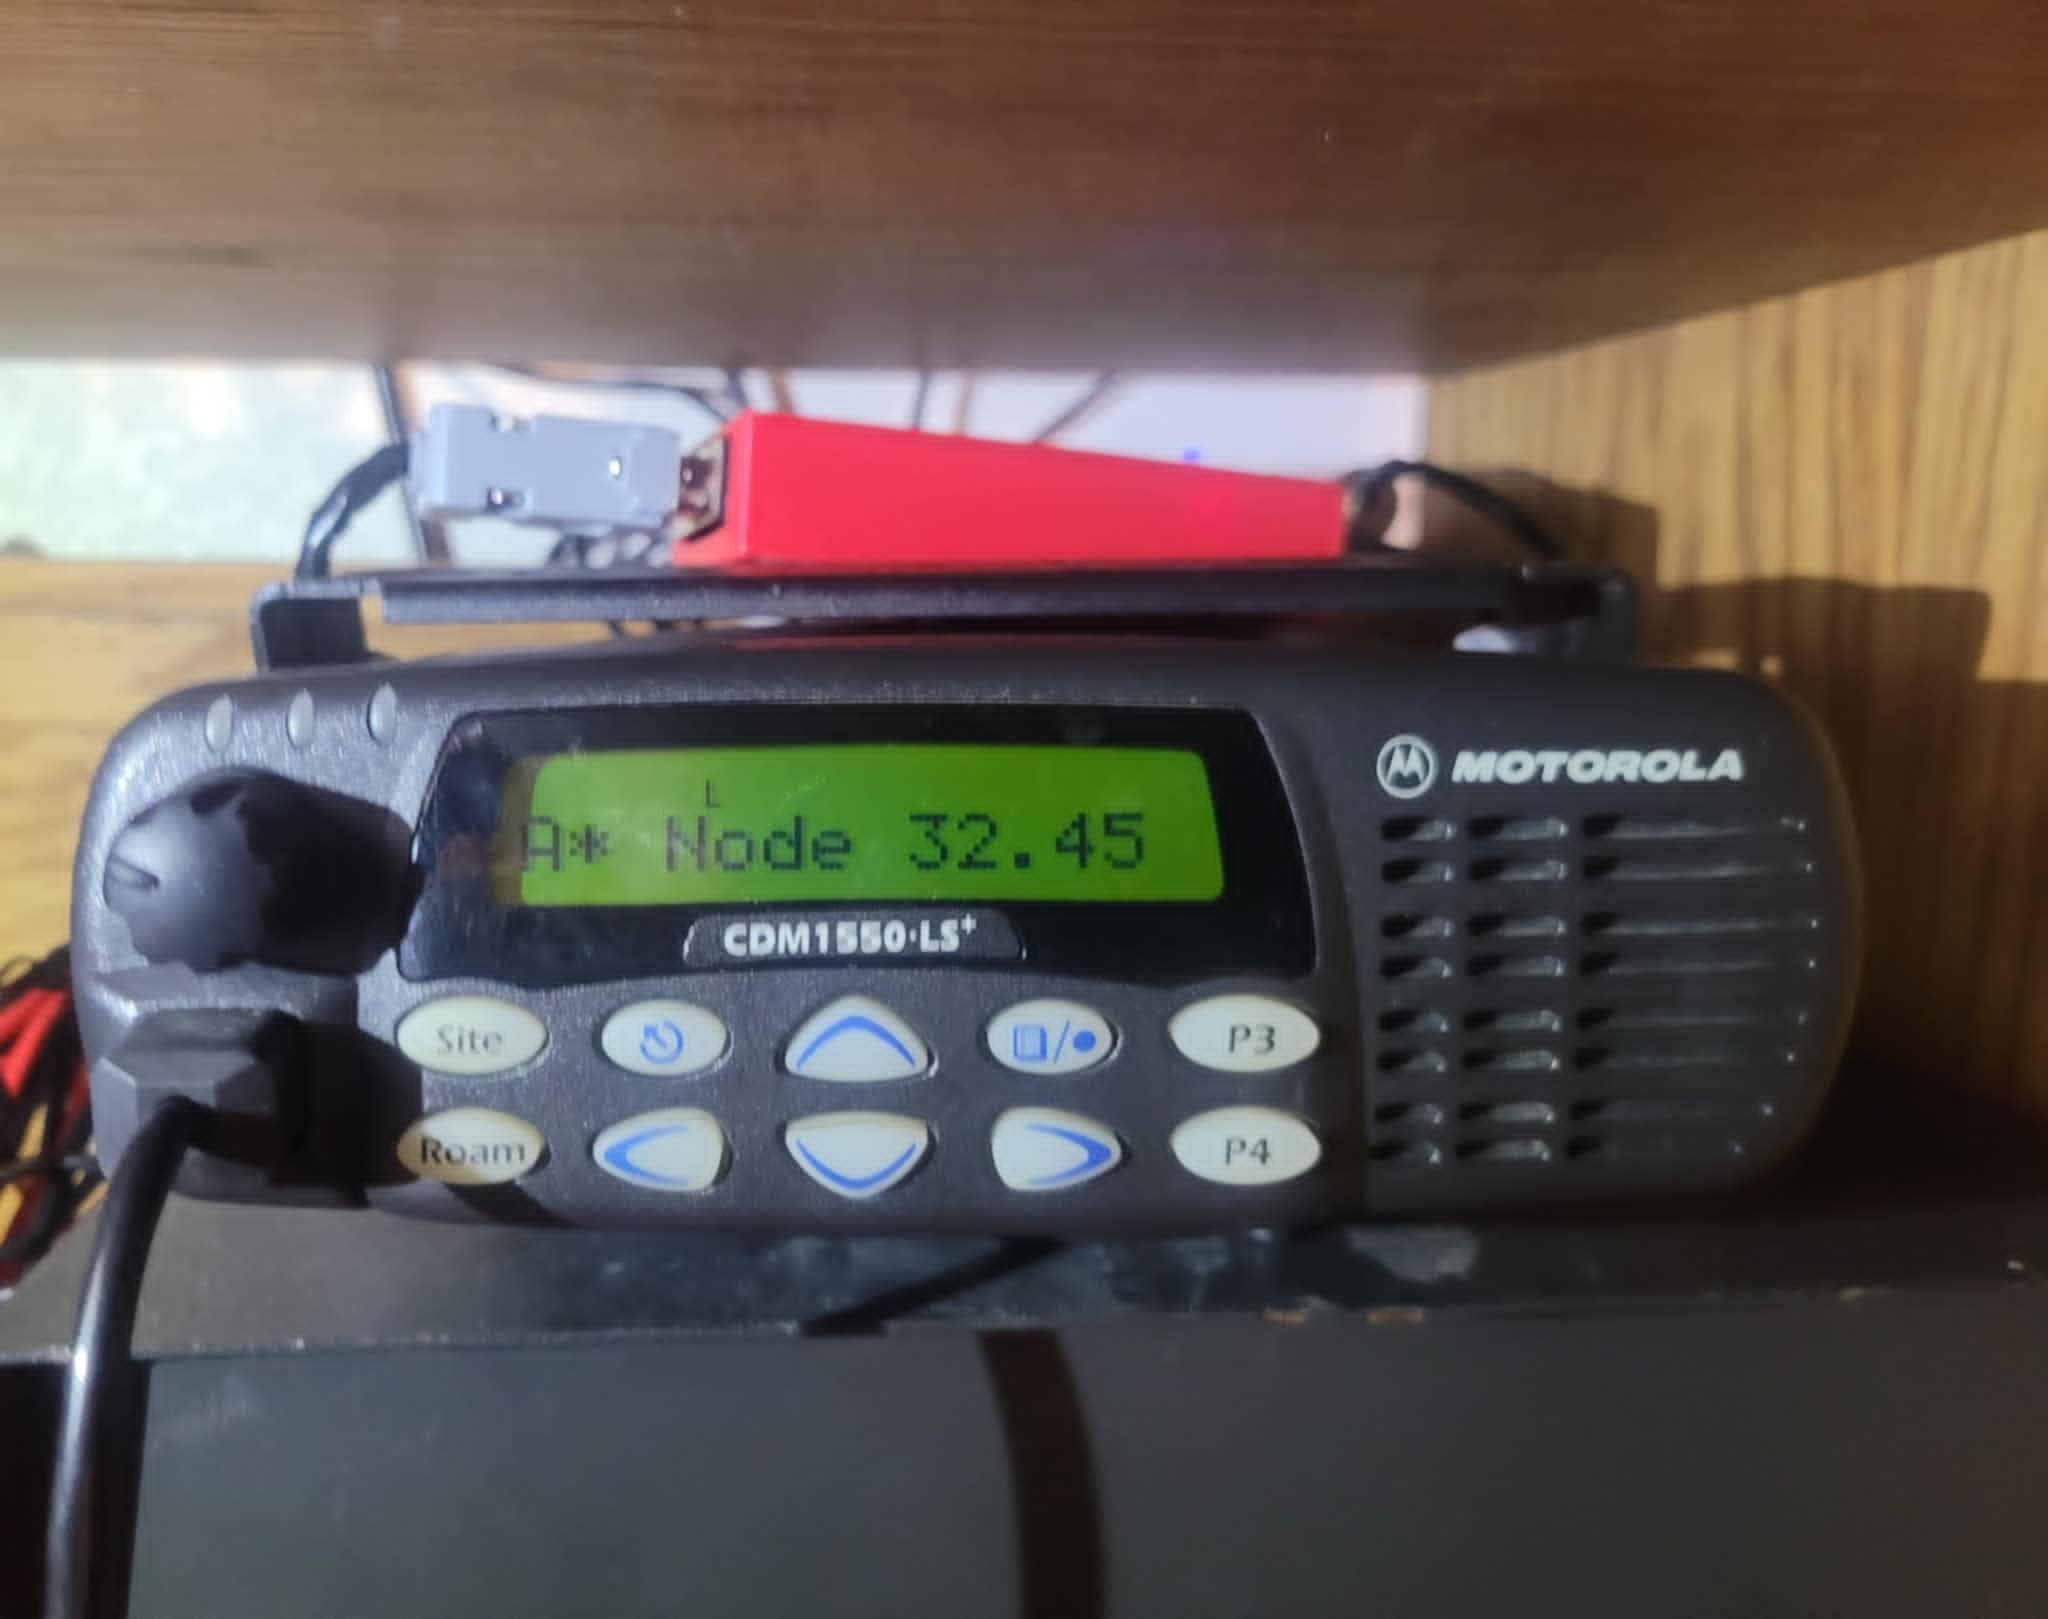 MOTOROLA
L
A* Node 32.45
CDM1550·LS+
Site
P3
Roam
P4